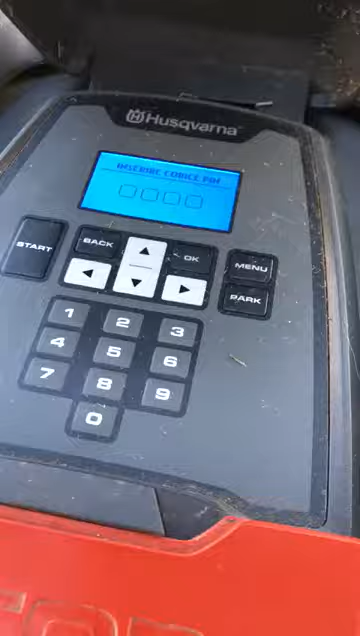 Husqvarna
INSERIRE CODICE PIN
START
BACK
OK
MENU
PARK
1 2 3
4 5 6
7 8 9
0